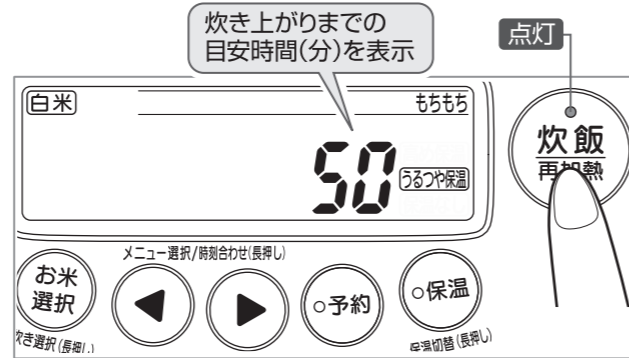 炊き上がりまでの
目安時間(分)を表示
点灯
白米
もちもち
50
うるつや保温
炊飯
再加熱
メニュー選択/時刻合わせ(長押し)
お米
選択
○予約
○保温
炊き選択(長押し)
保温切替(長押し)